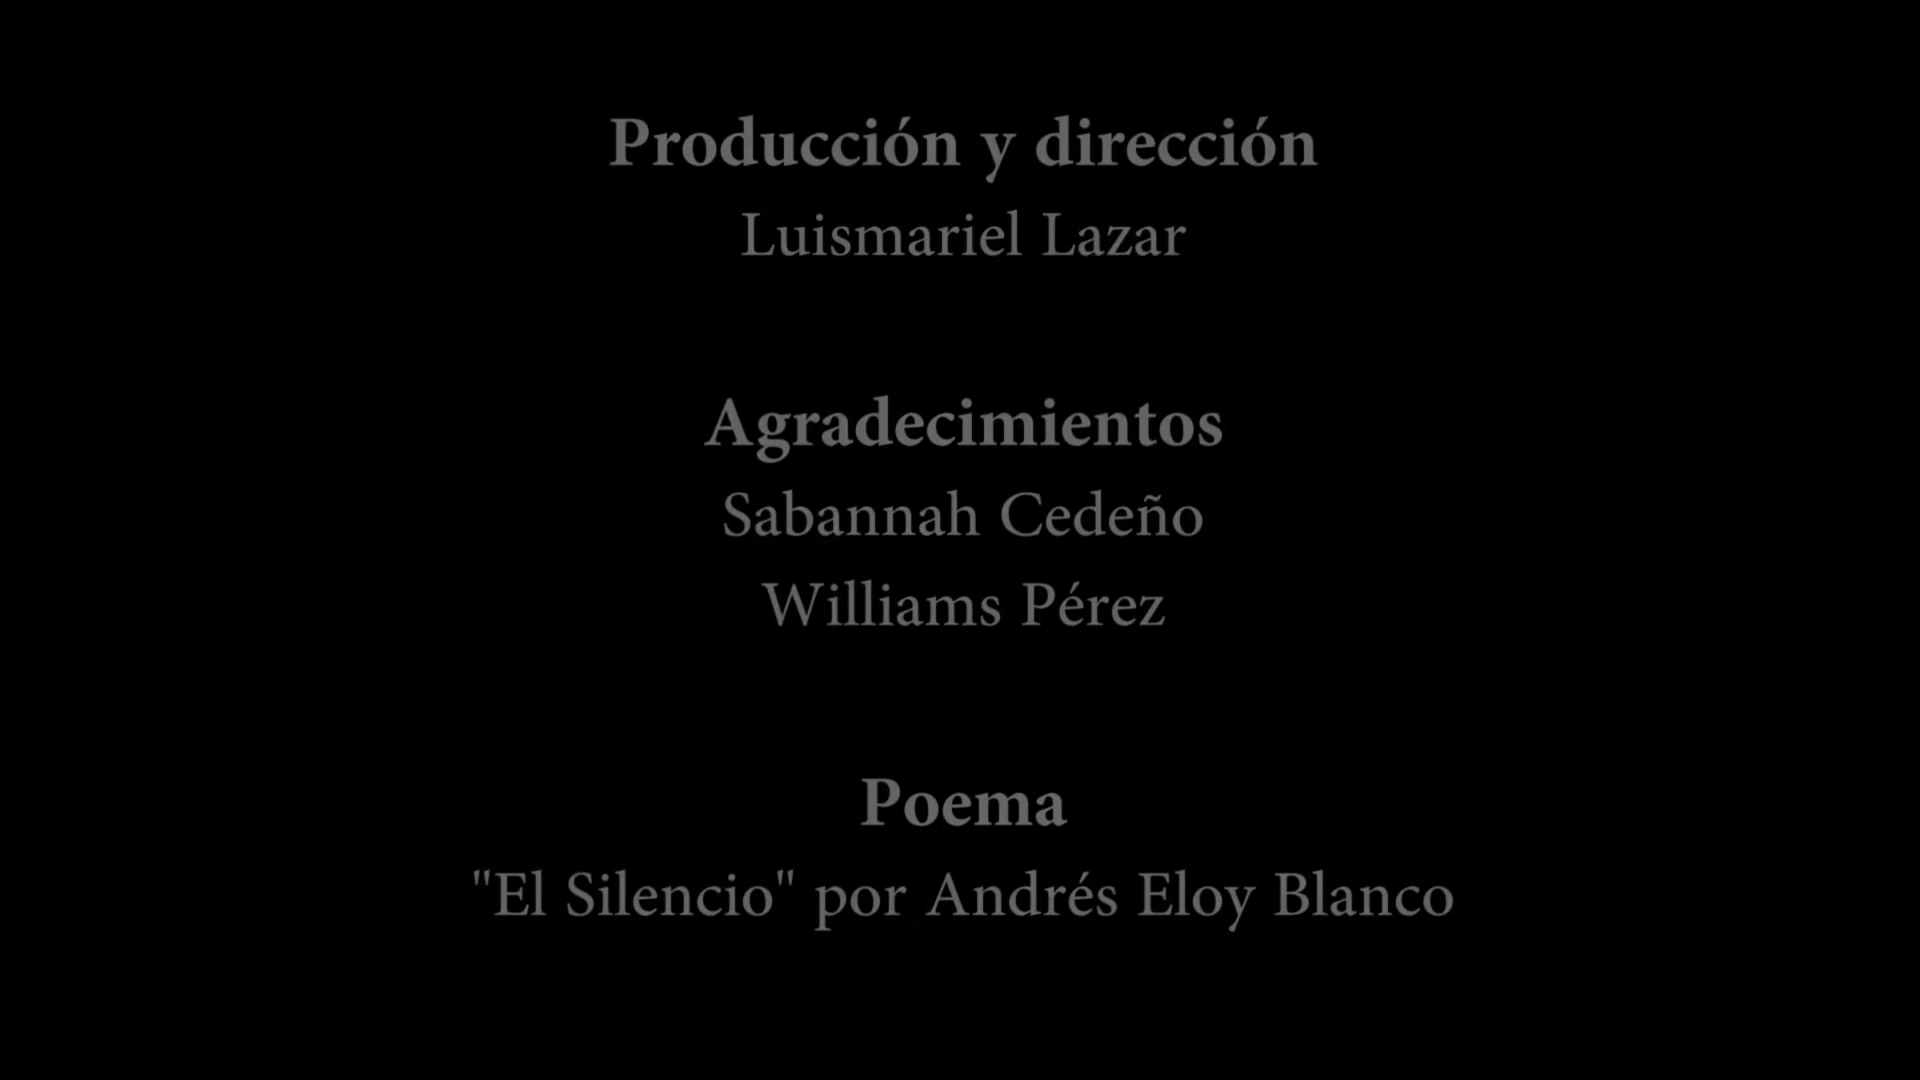 Producción y dirección
Luismariel Lazar
Agradecimientos
Sabannah Cedeño
Williams Pérez
Poema
"El Silencio" por Andrés Eloy Blanco